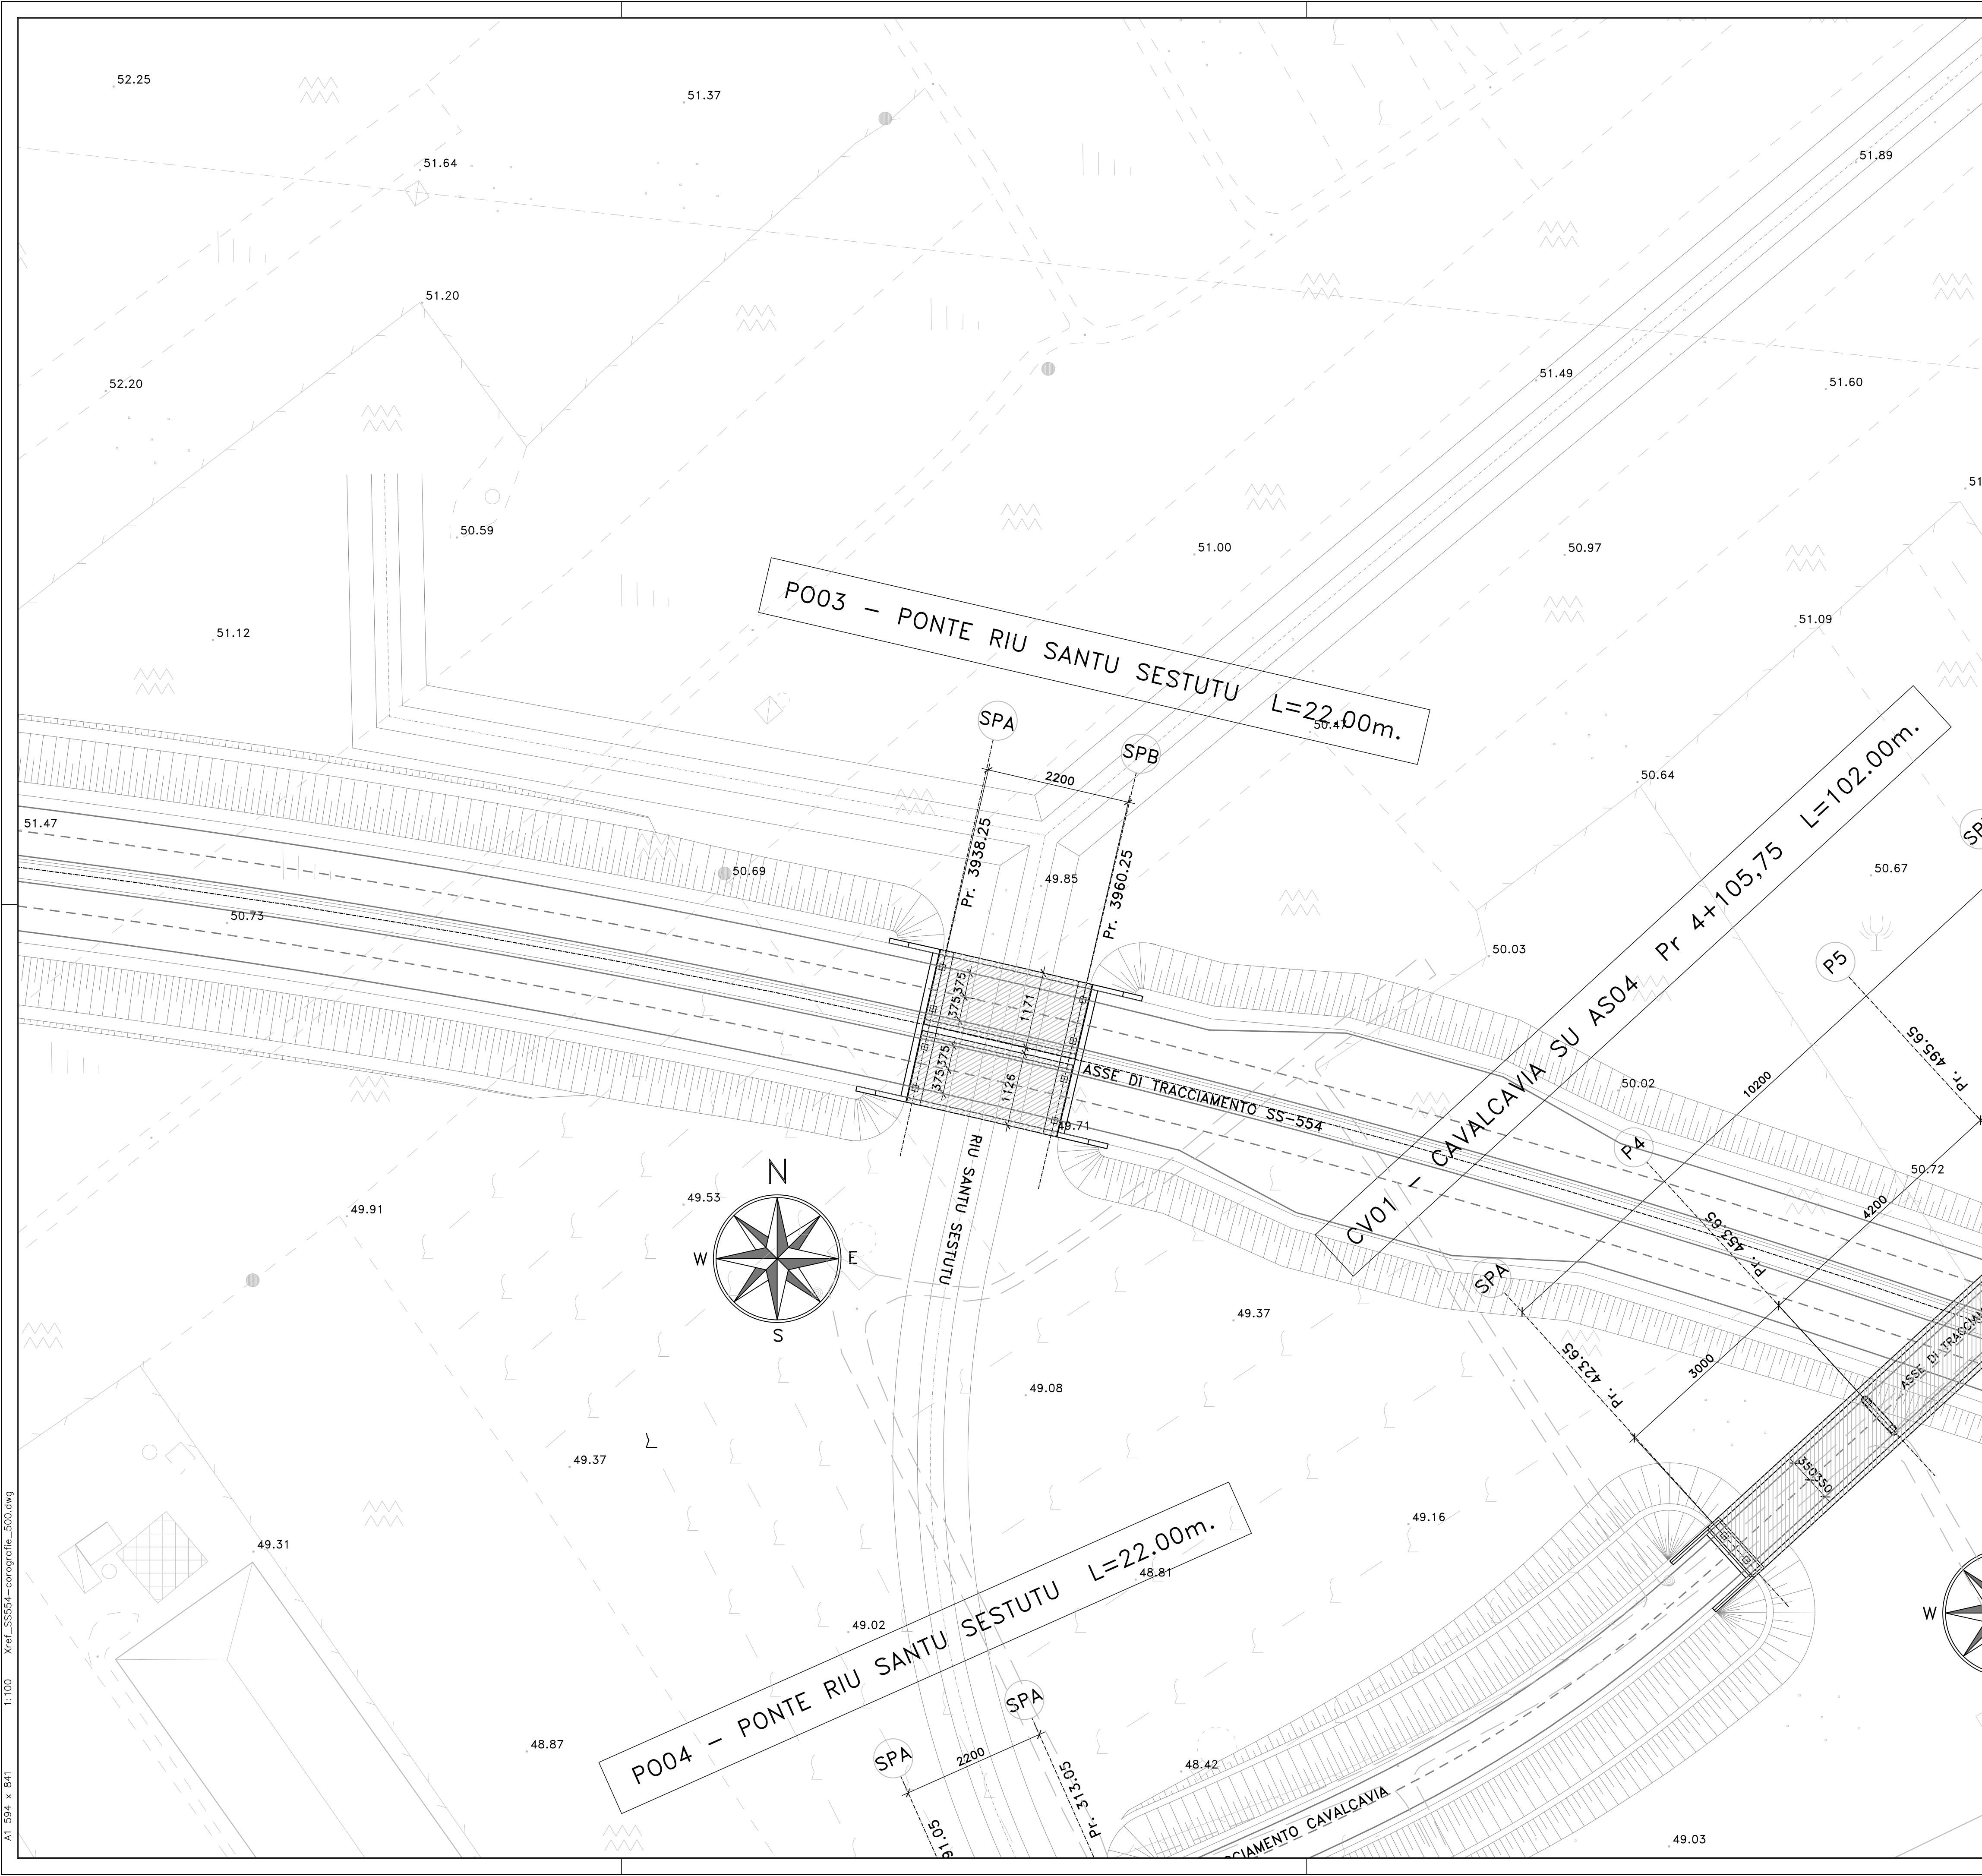 52.25
51.37
51.64
51.89
51.20
52.20
51.49
51.60
50.59
51.00
50.97
51.12
51.09
PO03 – PONTE RIU SANTU SESTUTU L=22.00m.
50.47
SPA
SPB
2200
Pr. 3938.25
Pr. 3960.25
50.64
CV01 – CAVALCAVIA SU AS04 Pr 4+105,75 L=102.00m.
51.47
50.69
49.85
50.67
50.73
50.03
P5
Pr. 495.65
375
375
1171
375
375
1126
ASSE DI TRACCIAMENTO SS-554
49.71
50.02
10200
P4
50.72
4200
Pr. 453.65
RIU SANTU SESTUTU
49.91
49.53
N
W
E
S
SPA
49.37
Pr. 423.65
3000
49.08
49.37
350
350
49.16
49.31
PO04 – PONTE RIU SANTU SESTUTU L=22.00m.
48.81
49.02
W
SPA
SPA
2200
48.87
48.42
Pr. 313.05
91.05
CIAMENTO CAVALCAVIA
49.03
A1 594 x 841 1:100 Xref_SS554-corografie_500.dwg